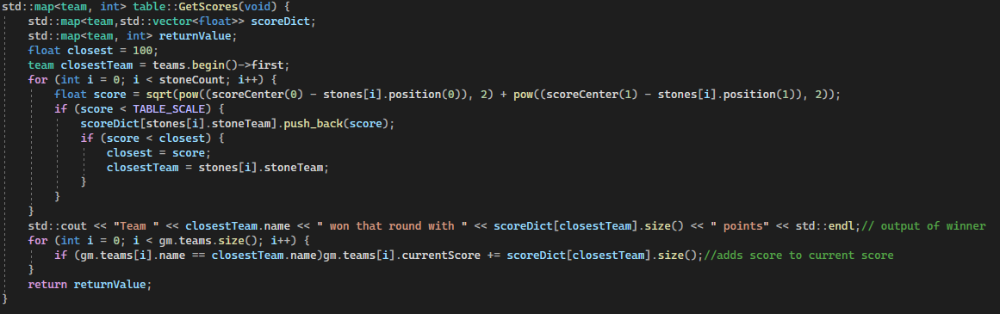 std::map<team, int> table::GetScores(void) {
    std::map<team,std::vector<float>> scoreDict;
    std::map<team, int> returnValue;
    float closest = 100;
    team closestTeam = teams.begin()->first;
    for (int i = 0; i < stoneCount; i++) {
        float score = sqrt(pow((scoreCenter(0) - stones[i].position(0)), 2) + pow((scoreCenter(1) - stones[i].position(1)), 2));
        if (score < TABLE_SCALE) {
            scoreDict[stones[i].stoneTeam].push_back(score);
            if (score < closest) {
                closest = score;
                closestTeam = stones[i].stoneTeam;
            }
        }
    }
    std::cout << "Team " << closestTeam.name << " won that round with " << scoreDict[closestTeam].size() << " points" << std::endl;// output of winner
    for (int i = 0; i < gm.teams.size(); i++) {
        if (gm.teams[i].name == closestTeam.name)gm.teams[i].currentScore += scoreDict[closestTeam].size();//adds score to current score
    }
    return returnValue;
}